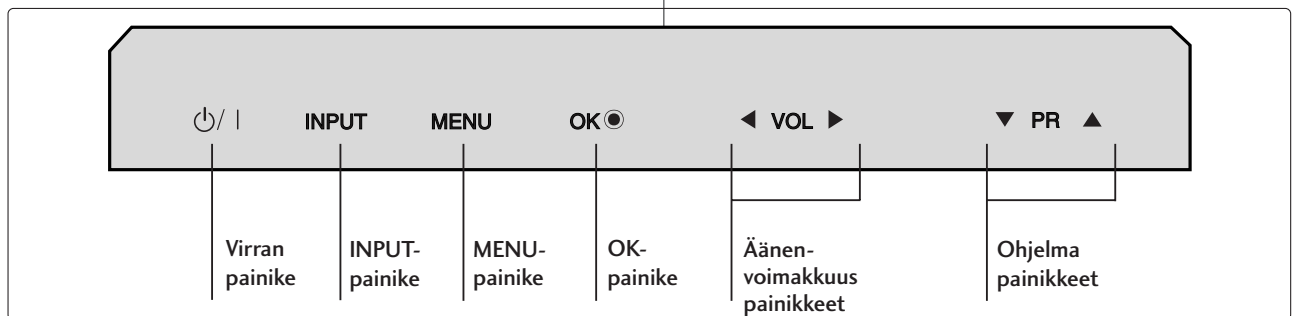 ⏻/ I INPUT MENU OK◉ ◀ VOL ▶ ▼ PR ▲
Virran
painike
INPUT-
painike
MENU-
painike
OK-
painike
Äänen-
voimakkuus
painikkeet
Ohjelma
painikkeet